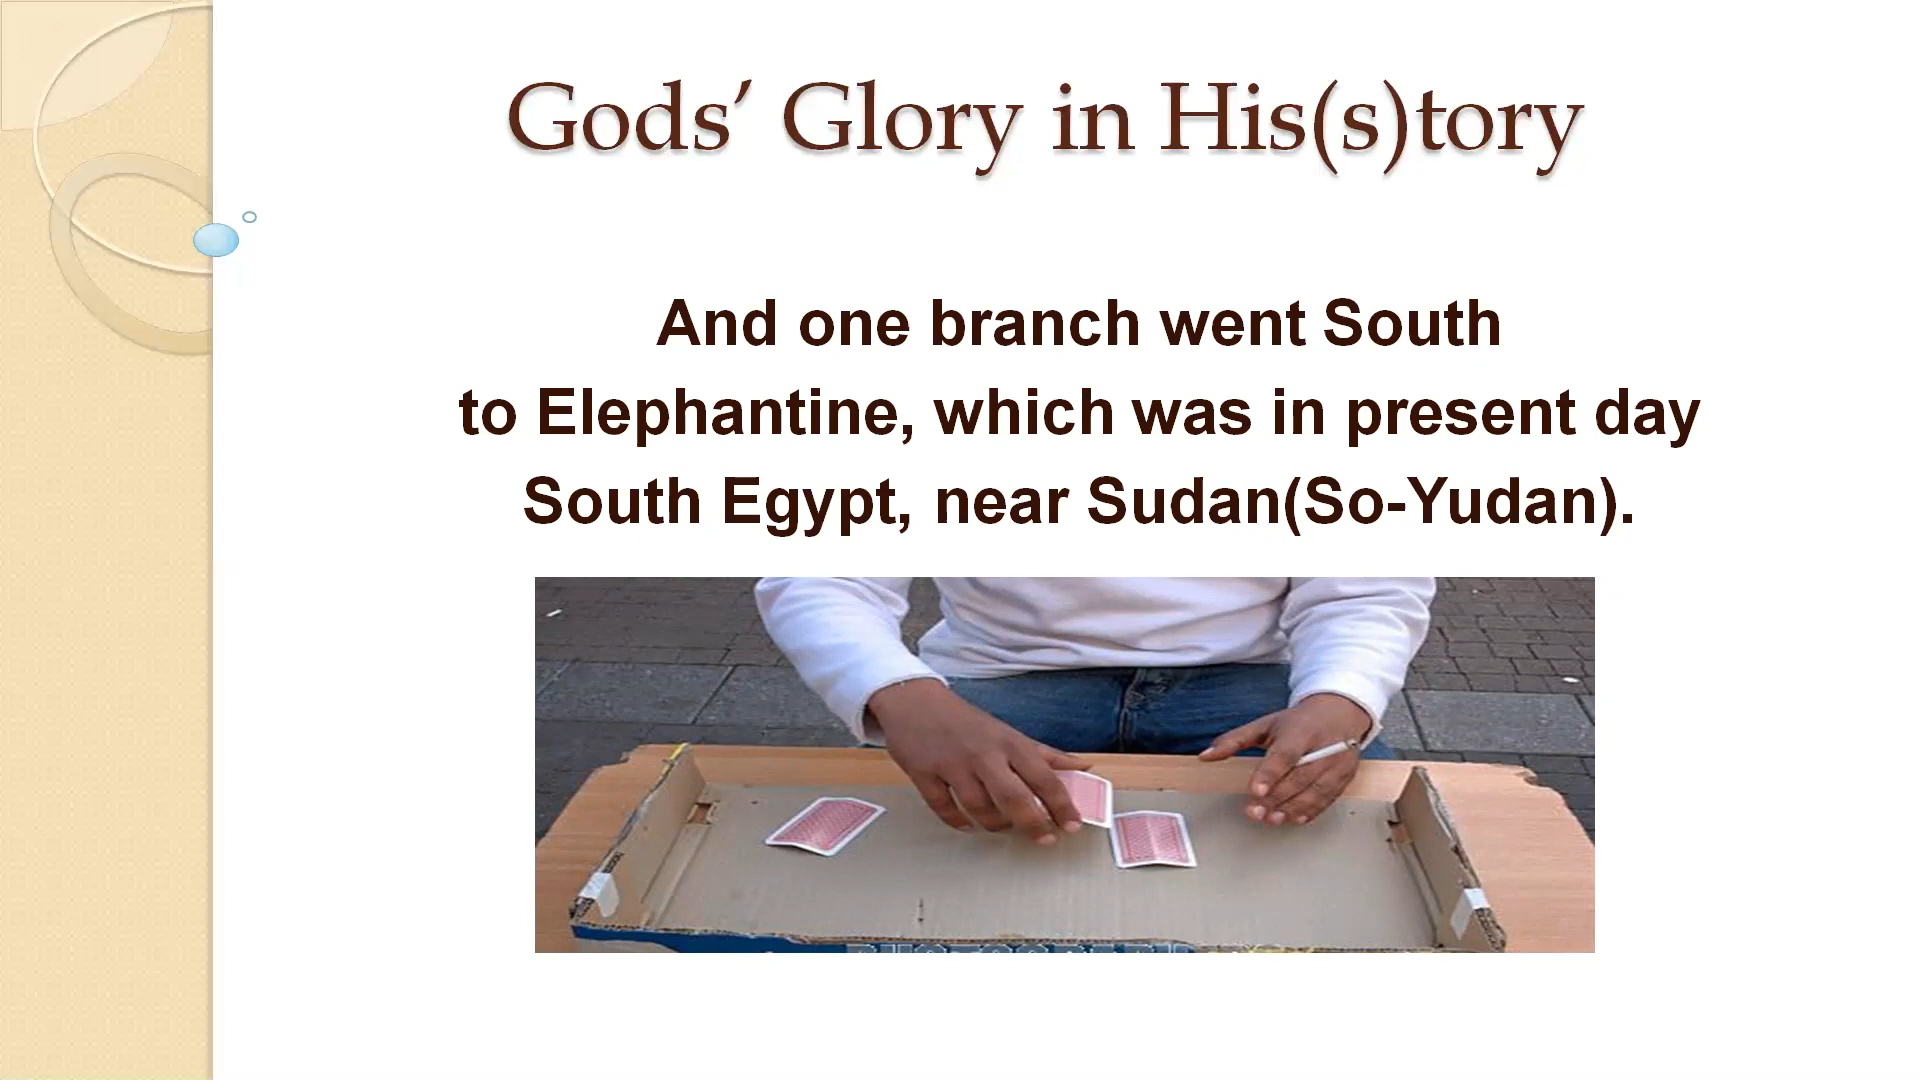 Gods’ Glory in His(s)tory
And one branch went South
to Elephantine, which was in present day
South Egypt, near Sudan(So-Yudan).